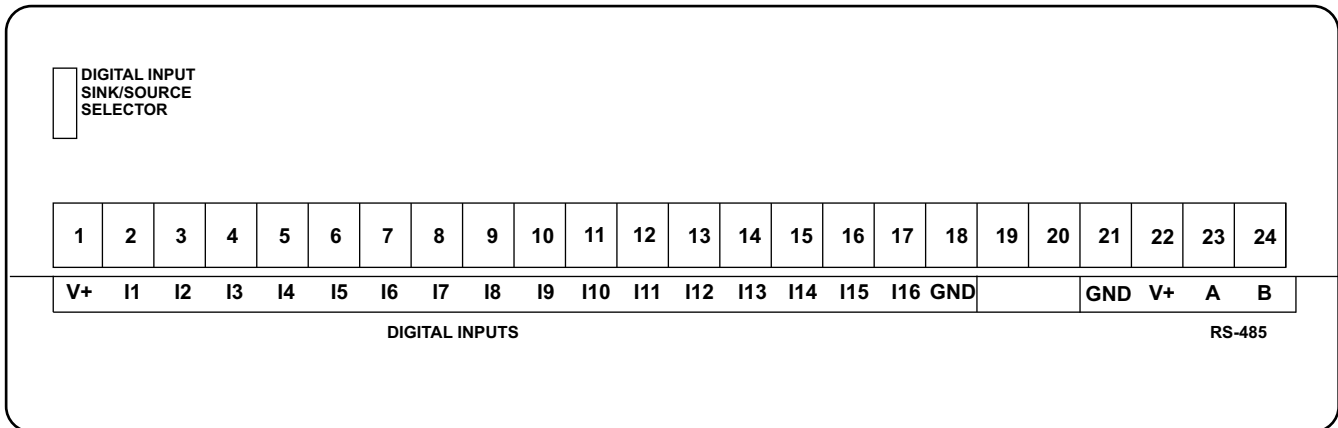 DIGITAL INPUT
SINK/SOURCE
SELECTOR
1 2 3 4 5 6 7 8 9 10 11 12 13 14 15 16 17 18 19 20 21 22 23 24
V+ I1 I2 I3 I4 I5 I6 I7 I8 I9 I10 I11 I12 I13 I14 I15 I16 GND GND V+ A B
DIGITAL INPUTS RS-485